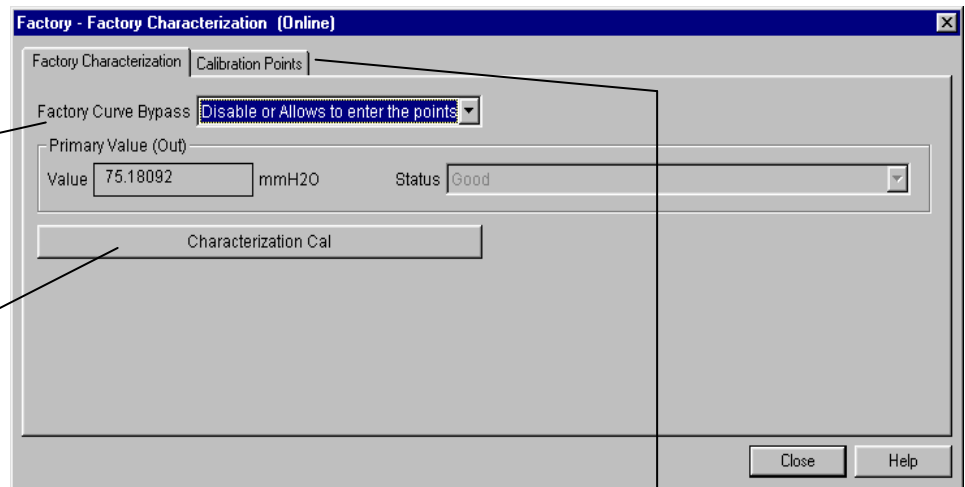 Factory - Factory Characterization (Online)
Factory Characterization Calibration Points
Factory Curve Bypass Disable or Allows to enter the points
Primary Value (Out)
Value 75.18092 mmH2O Status Good
Characterization Cal
Close Help